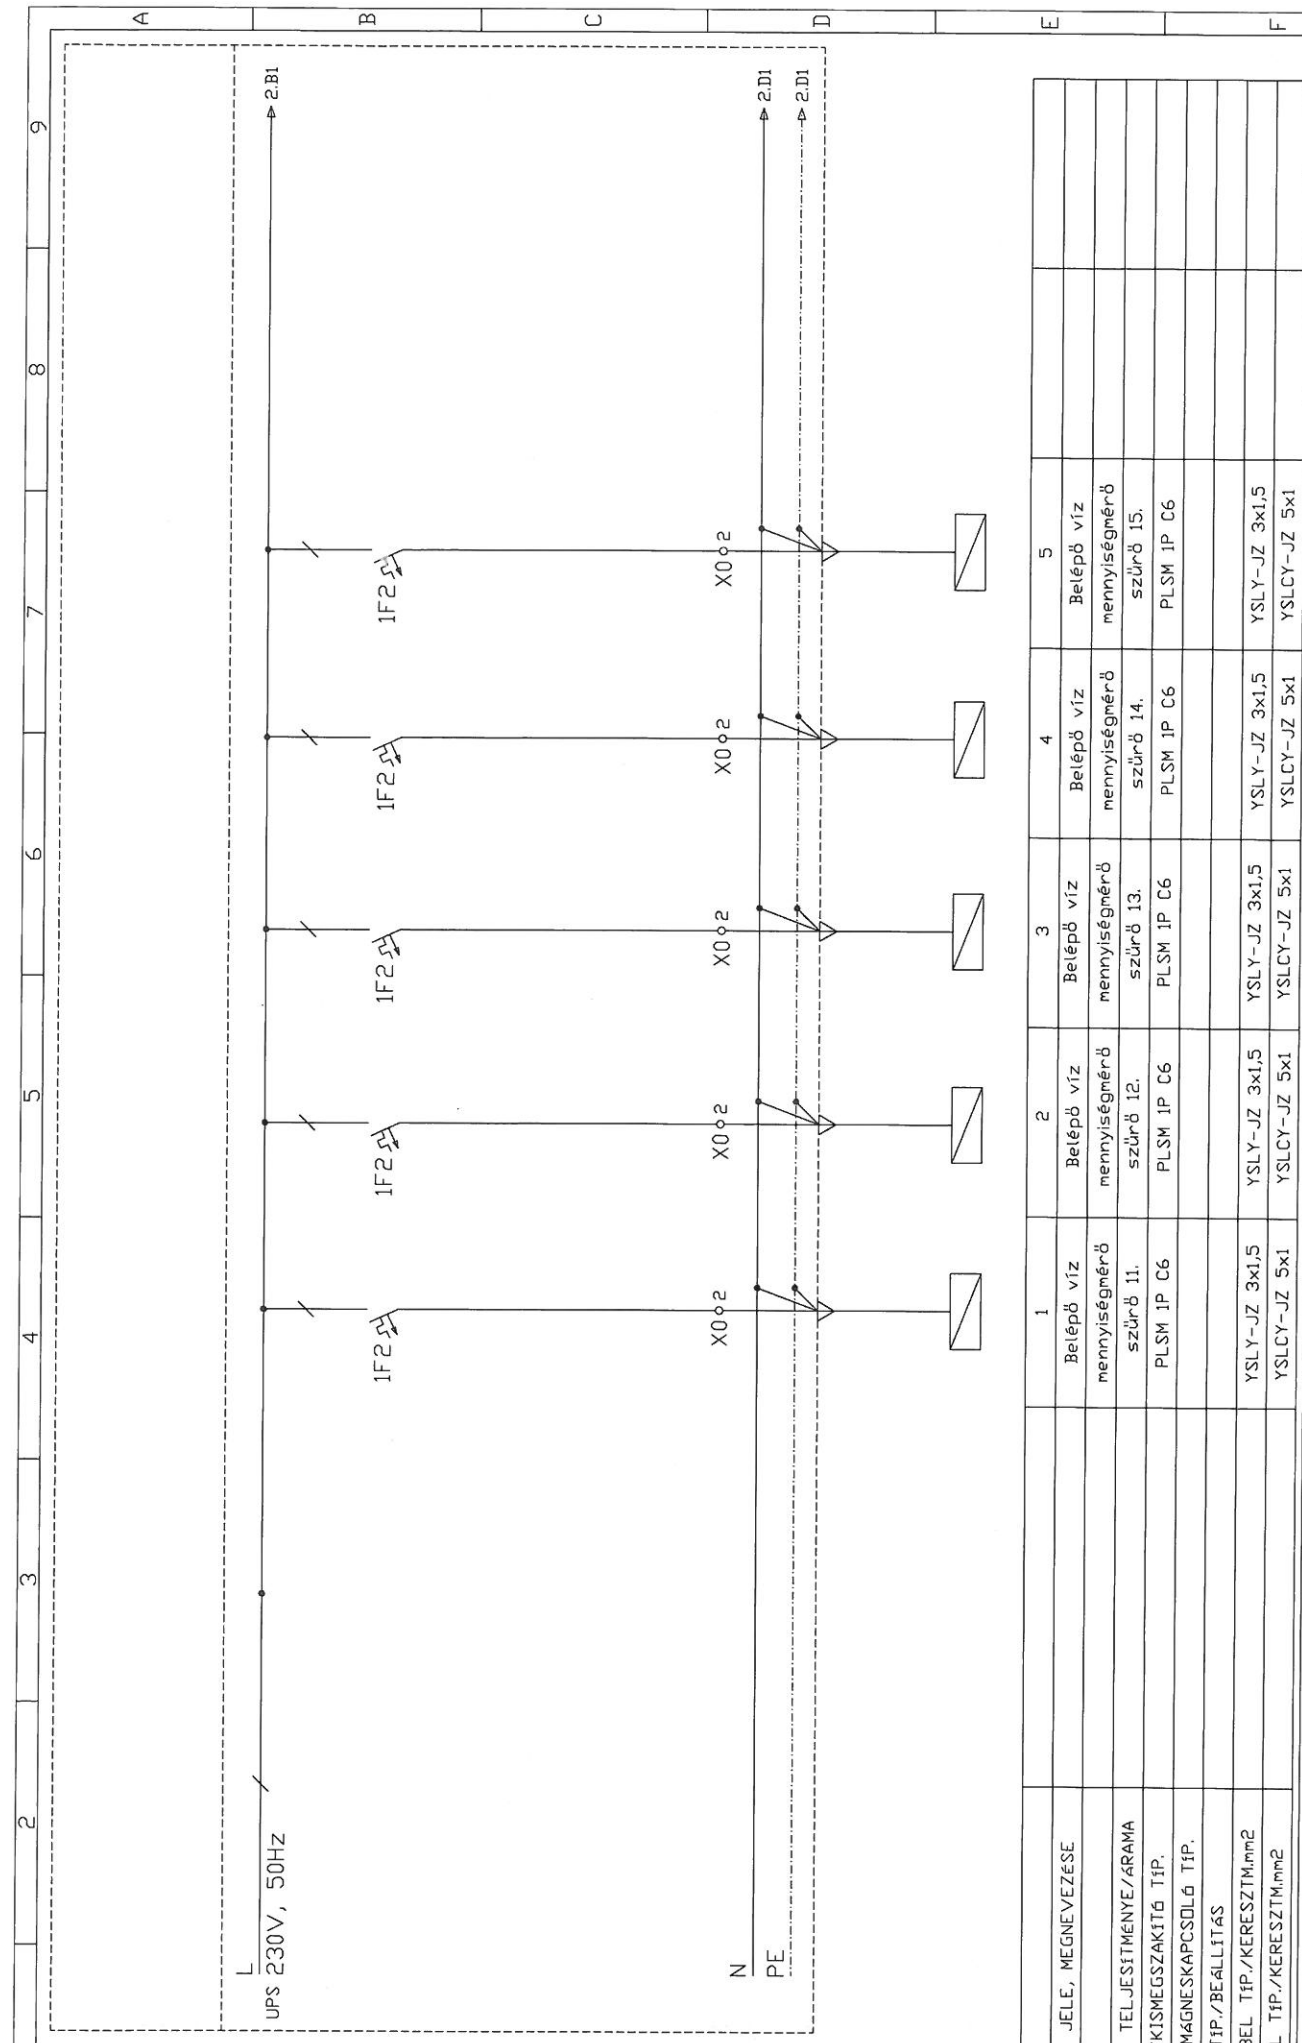 2 3 4 5 6 7 8 9
A
B
C
D
E
F
L
UPS 230V, 50Hz
2.B1
1F2 1F2 1F2 1F2 1F2
X0 2 X0 2 X0 2 X0 2 X0 2
N
2.D1
PE
2.D1
1 2 3 4 5
JELE, MEGNEVEZÉSE Belépő víz Belépő víz Belépő víz Belépő víz Belépő víz
mennyiségmérő mennyiségmérő mennyiségmérő mennyiségmérő mennyiségmérő
TELJESÍTMÉNYE/ÁRAMA szűrő 11. szűrő 12. szűrő 13. szűrő 14. szűrő 15.
KISMEGSZAKÍTÓ TÍP. PLSM 1P C6 PLSM 1P C6 PLSM 1P C6 PLSM 1P C6 PLSM 1P C6
MÁGNESKAPCSOLÓ TÍP.
TÍP./BEÁLLÍTÁS
BEL TÍP./KERESZTM.mm2 YSLY-JZ 3x1,5 YSLY-JZ 3x1,5 YSLY-JZ 3x1,5 YSLY-JZ 3x1,5 YSLY-JZ 3x1,5
L TÍP./KERESZTM.mm2 YSLCY-JZ 5x1 YSLCY-JZ 5x1 YSLCY-JZ 5x1 YSLCY-JZ 5x1 YSLCY-JZ 5x1